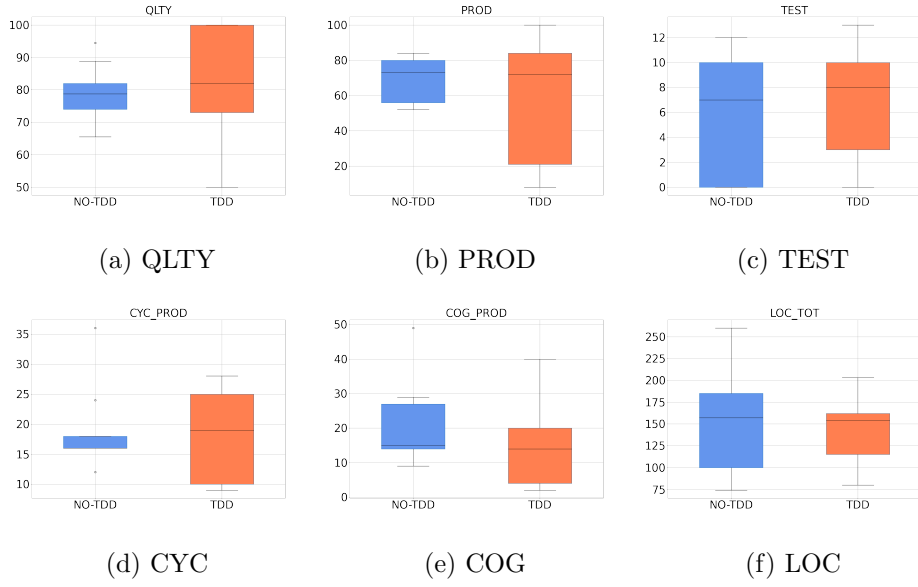 QLTY
100
90
80
70
60
50
NO-TDD
TDD
(a) QLTY
PROD
100
80
60
40
20
NO-TDD
TDD
(b) PROD
TEST
12
10
8
6
4
2
0
NO-TDD
TDD
(c) TEST
CYC_PROD
35
30
25
20
15
10
NO-TDD
TDD
(d) CYC
COG_PROD
50
40
30
20
10
0
NO-TDD
TDD
(e) COG
LOC_TOT
250
225
200
175
150
125
100
75
NO-TDD
TDD
(f) LOC